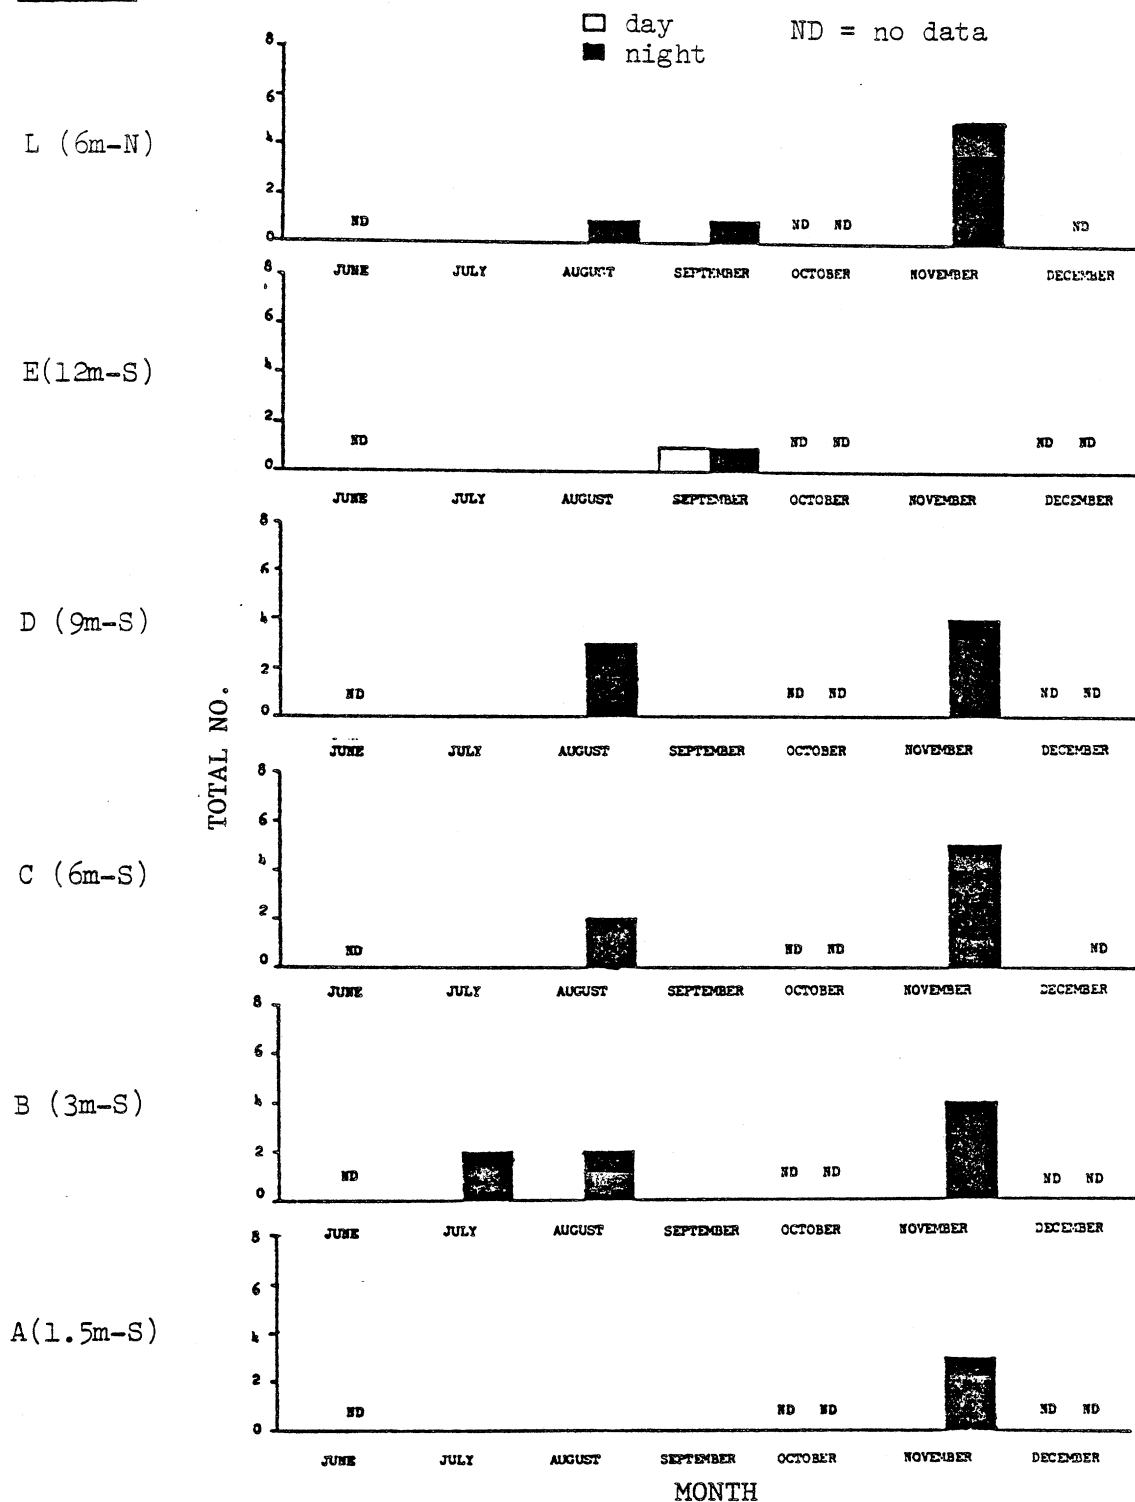 day
night
ND = no data
L (6m-N)
8
6
4
2
0
ND
ND ND
ND
JUNE JULY AUGUST SEPTEMBER OCTOBER NOVEMBER DECEMBER
E(12m-S)
8
6
4
2
0
ND
ND ND
ND ND
JUNE JULY AUGUST SEPTEMBER OCTOBER NOVEMBER DECEMBER
D (9m-S)
8
6
4
2
0
ND
ND ND
ND ND
JUNE JULY AUGUST SEPTEMBER OCTOBER NOVEMBER DECEMBER
TOTAL NO.
C (6m-S)
8
6
4
2
0
ND
ND ND
ND
JUNE JULY AUGUST SEPTEMBER OCTOBER NOVEMBER DECEMBER
B (3m-S)
8
6
4
2
0
ND
ND ND
ND ND
JUNE JULY AUGUST SEPTEMBER OCTOBER NOVEMBER DECEMBER
A(1.5m-S)
8
6
4
2
0
ND
ND ND
ND ND
JUNE JULY AUGUST SEPTEMBER OCTOBER NOVEMBER DECEMBER
MONTH